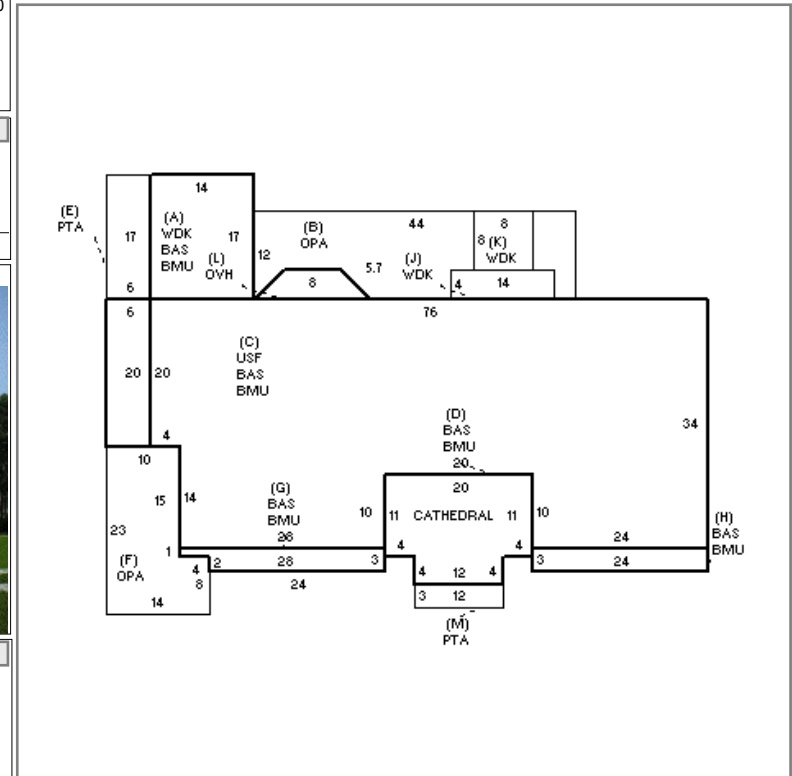 14
(E)
PTA
(A)
WDK
BAS
BMU
17
17
(L)
OVH
12
(B)
OPA
44
8
8 (K)
WDK
(J)
WDK
5.7
8
4
14
6
6
76
(C)
USF
BAS
BMU
20
20
34
4
10
(D)
BAS
BMU
20
20
(G)
BAS
BMU
15
14
10
11
CATHEDRAL
11
10
(H)
BAS
BMU
23
24
4
4
1
(F)
OPA
2
28
3
3
24
4
8
24
4
12
4
14
3
12
(M)
PTA